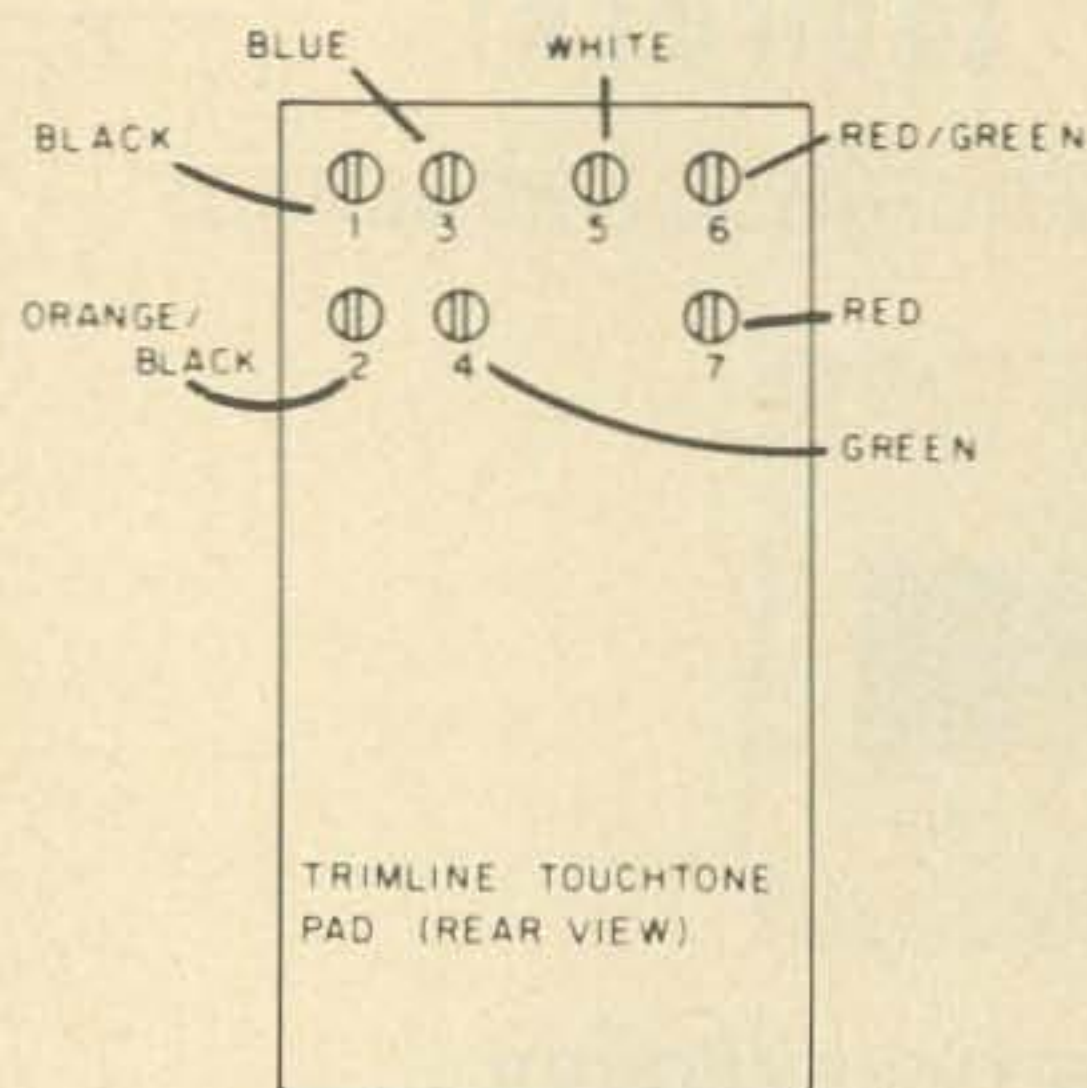 BLUE WHITE
BLACK RED/GREEN
1 3 5 6
ORANGE/ RED
BLACK 2 4 7
GREEN
TRIMLINE TOUCHTONE
PAD (REAR VIEW)